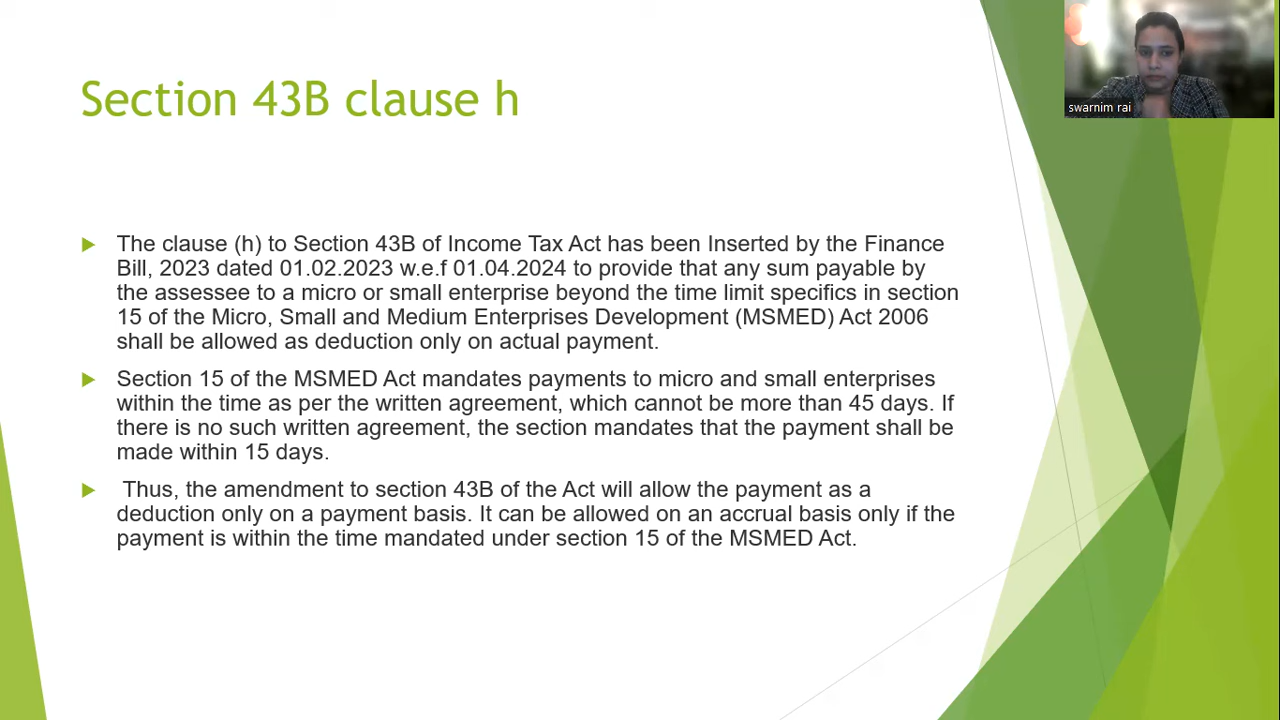 Section 43B clause h
swarnim rai
The clause (h) to Section 43B of Income Tax Act has been Inserted by the Finance
Bill, 2023 dated 01.02.2023 w.e.f 01.04.2024 to provide that any sum payable by
the assessee to a micro or small enterprise beyond the time limit specifics in section
15 of the Micro, Small and Medium Enterprises Development (MSMED) Act 2006
shall be allowed as deduction only on actual payment.
Section 15 of the MSMED Act mandates payments to micro and small enterprises
within the time as per the written agreement, which cannot be more than 45 days. If
there is no such written agreement, the section mandates that the payment shall be
made within 15 days.
Thus, the amendment to section 43B of the Act will allow the payment as a
deduction only on a payment basis. It can be allowed on an accrual basis only if the
payment is within the time mandated under section 15 of the MSMED Act.